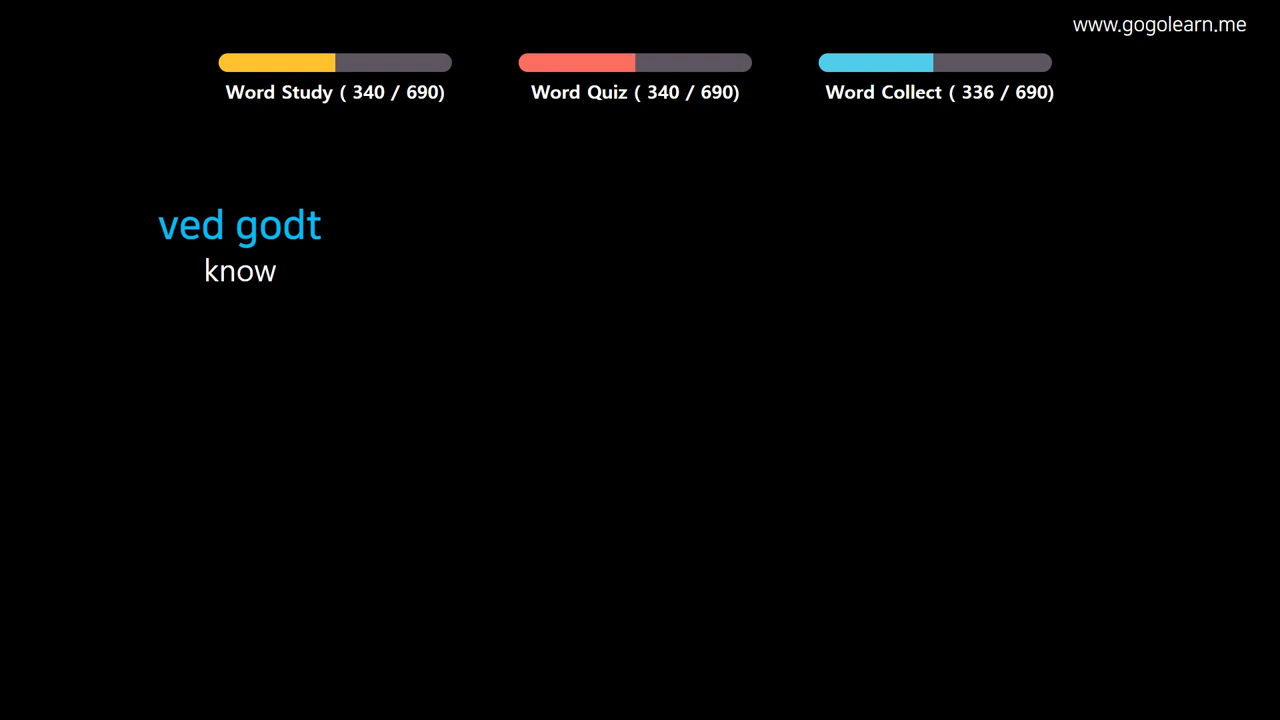 www.gogolearn.me
Word Study ( 340 / 690)
Word Quiz ( 340 / 690)
Word Collect ( 336 / 690)
ved godt
know